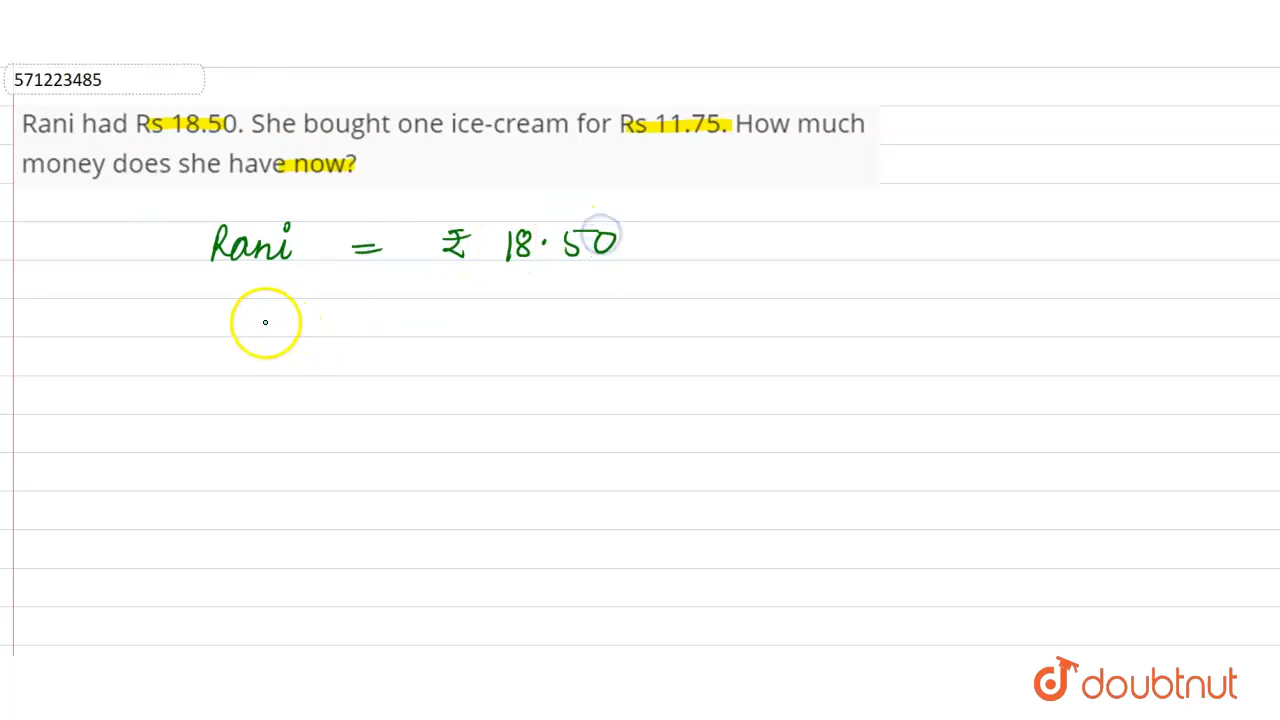 571223485
Rani had Rs 18.50. She bought one ice-cream for Rs 11.75. How much
money does she have now?
Rani = ₹ 18.50
doubtnut